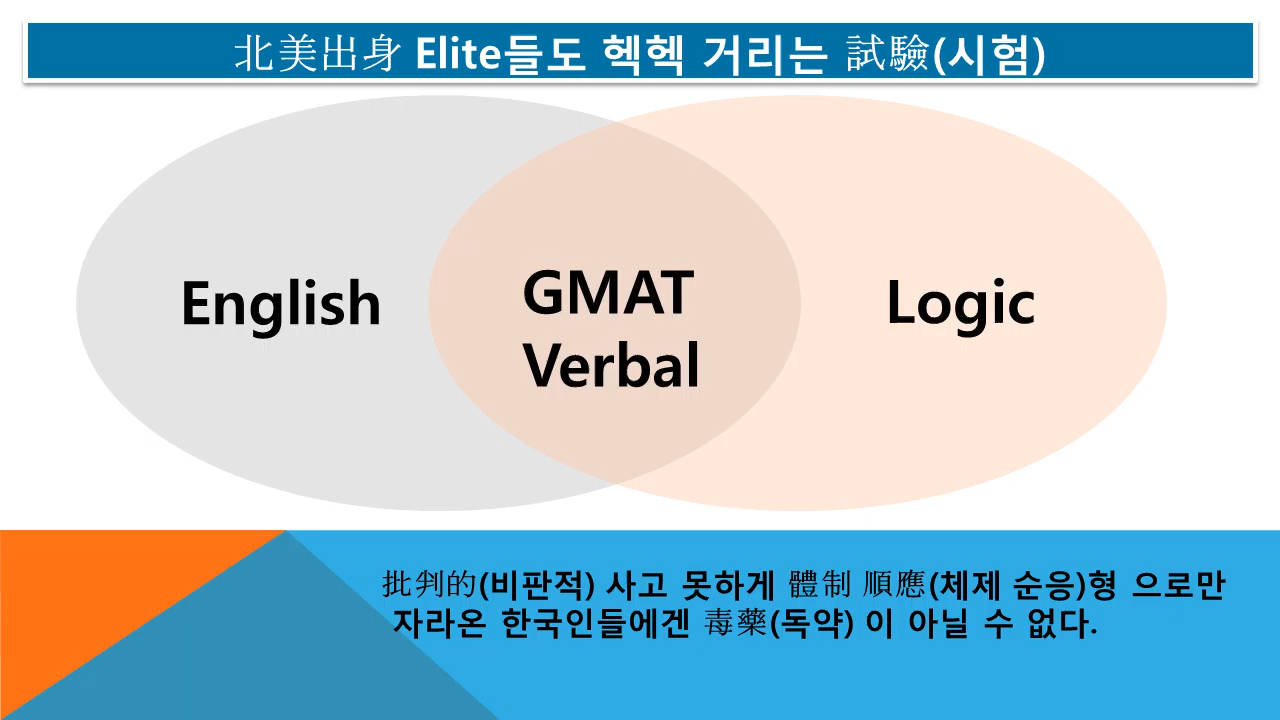 北美出身 Elite들도 헥헥 거리는 試驗(시험)
English
GMAT
Verbal
Logic
批判的(비판적) 사고 못하게 體制 順應(체제 순응)형 으로만
자라온 한국인들에겐 毒藥(독약) 이 아닐 수 없다.